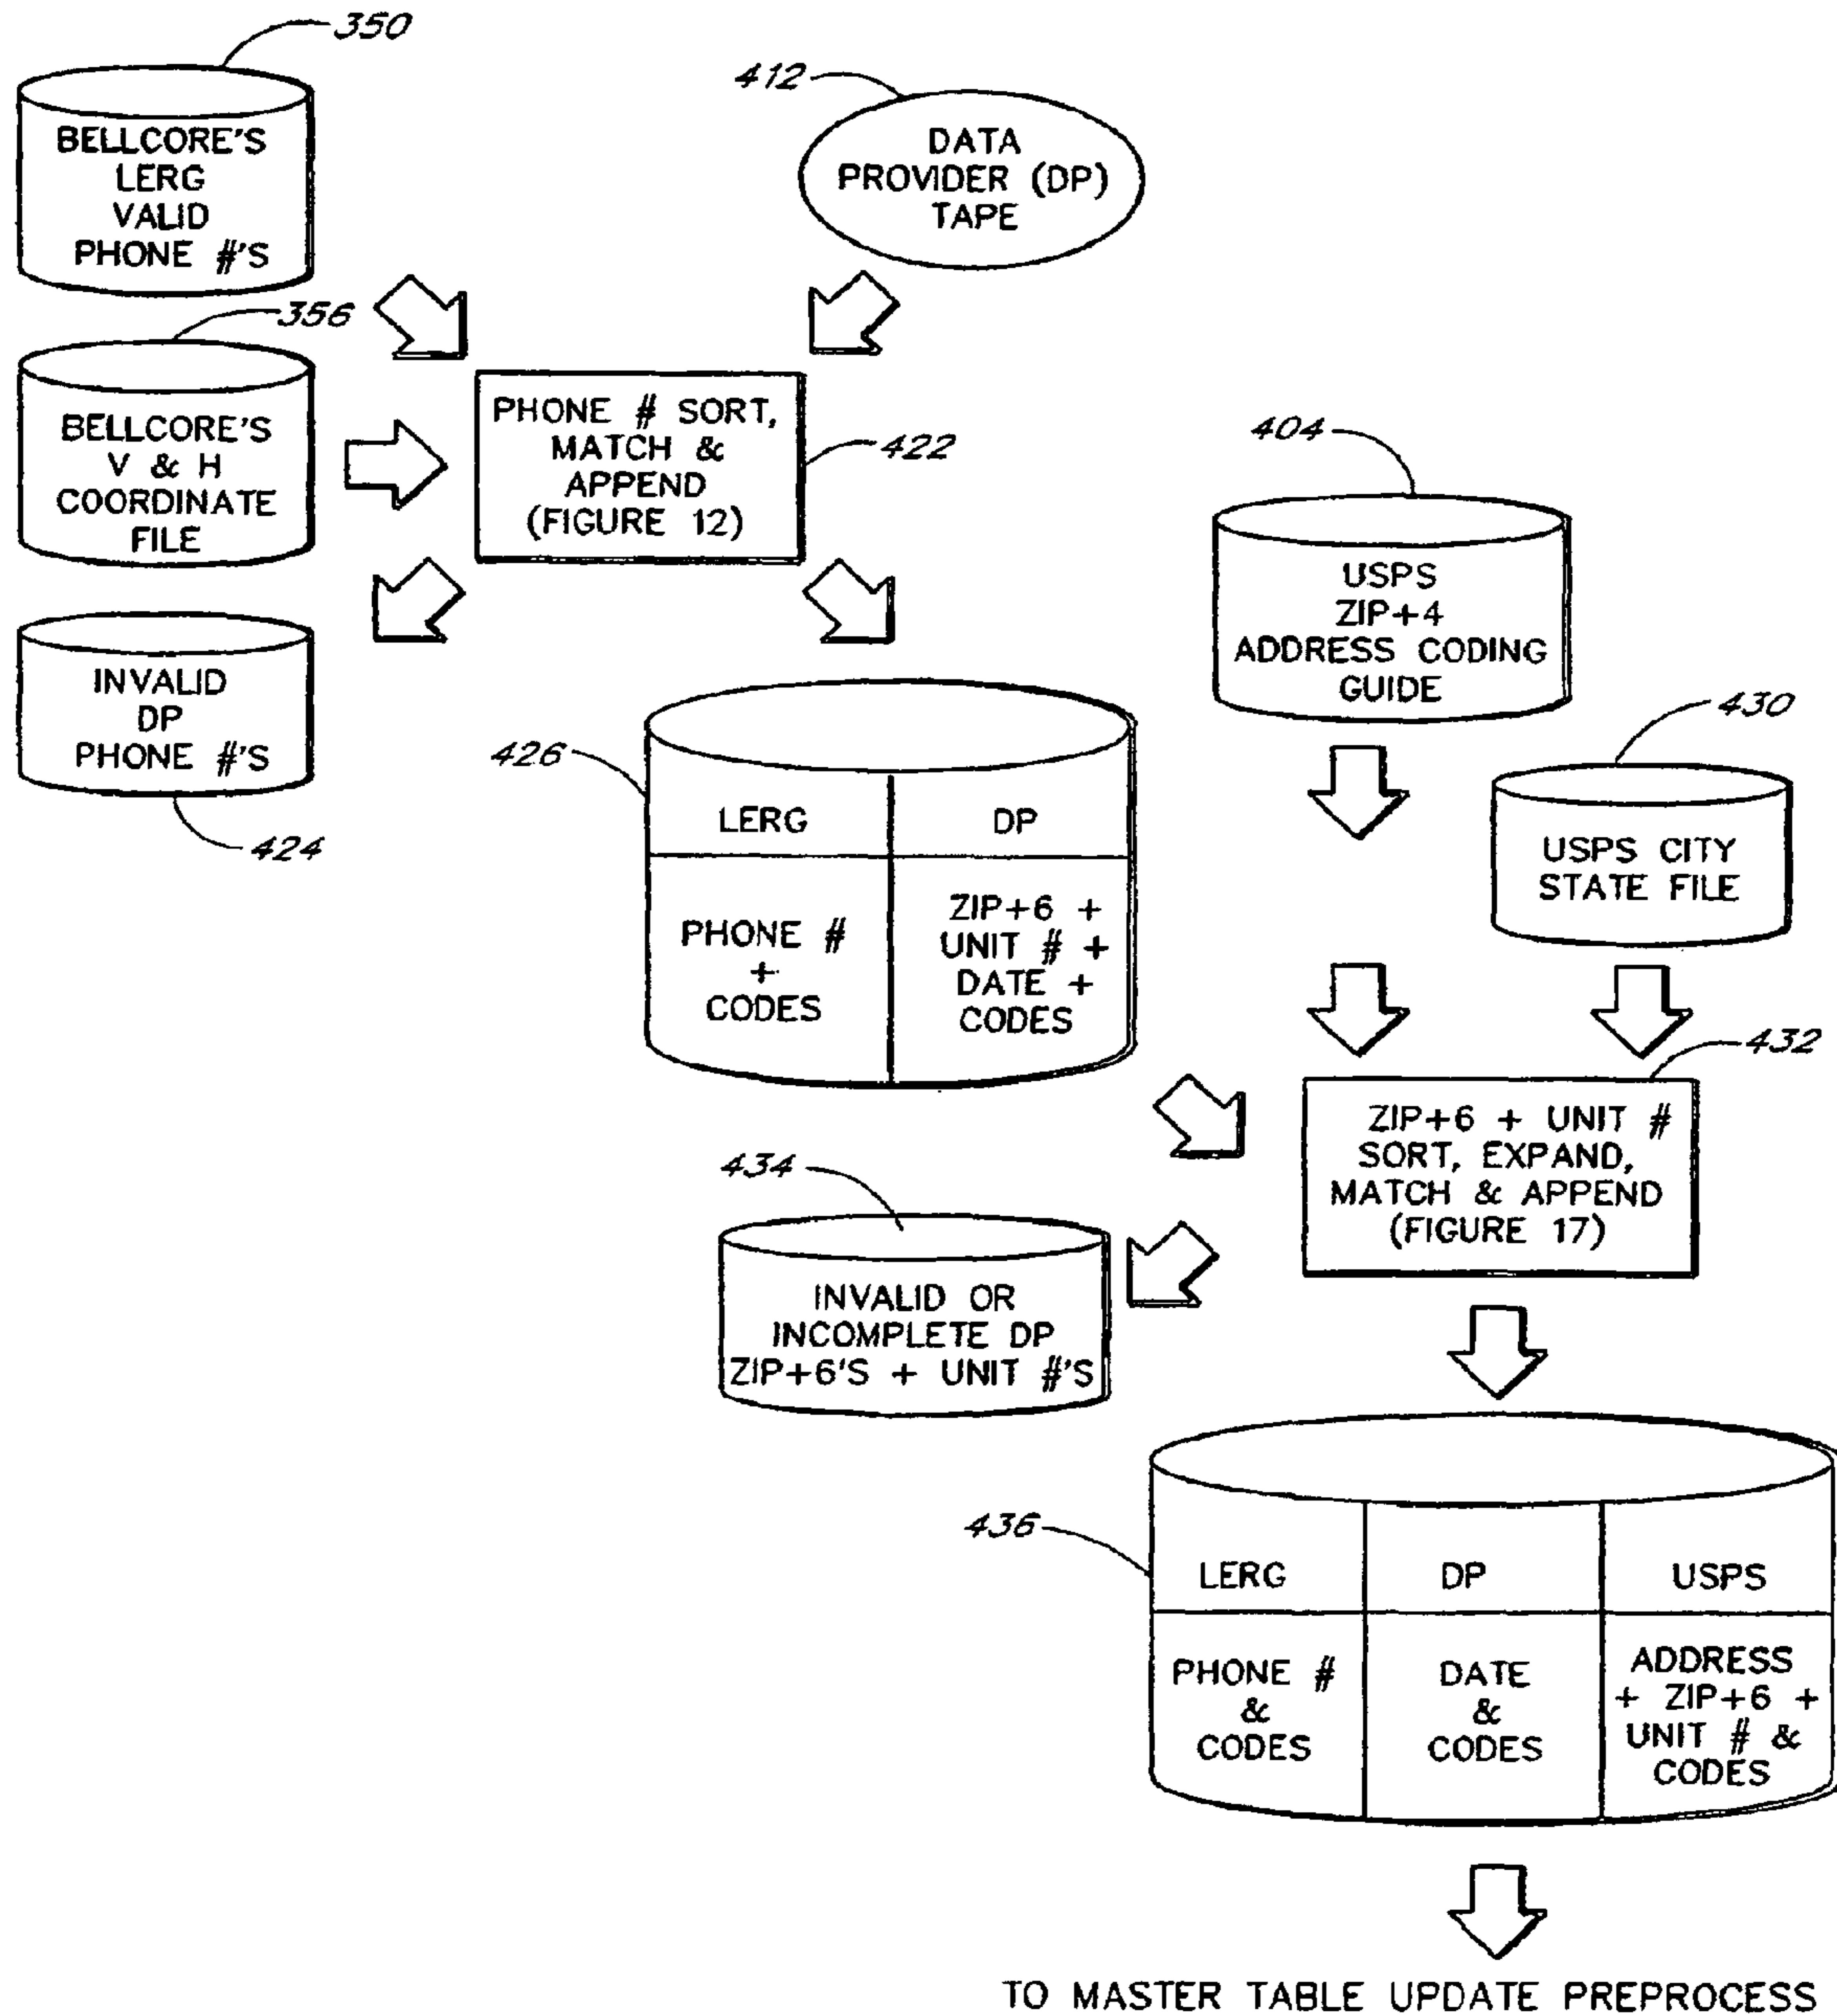 350
BELLCORE'S
LERG
VALID
PHONE #'S
412
DATA
PROVIDER (DP)
TAPE
356
BELLCORE'S
V & H
COORDINATE
FILE
PHONE # SORT,
MATCH &
APPEND
(FIGURE 12)
422
INVALID
DP
PHONE #'S
424
404
USPS
ZIP+4
ADDRESS CODING
GUIDE
430
USPS CITY
STATE FILE
426
LERG
DP
PHONE #
+
CODES
ZIP+6 +
UNIT # +
DATE +
CODES
432
ZIP+6 + UNIT #
SORT, EXPAND,
MATCH & APPEND
(FIGURE 17)
434
INVALID OR
INCOMPLETE DP
ZIP+6'S + UNIT #'S
436
LERG
DP
USPS
PHONE #
&
CODES
DATE
&
CODES
ADDRESS
+ ZIP+6 +
UNIT # &
CODES
TO MASTER TABLE UPDATE PREPROCESS